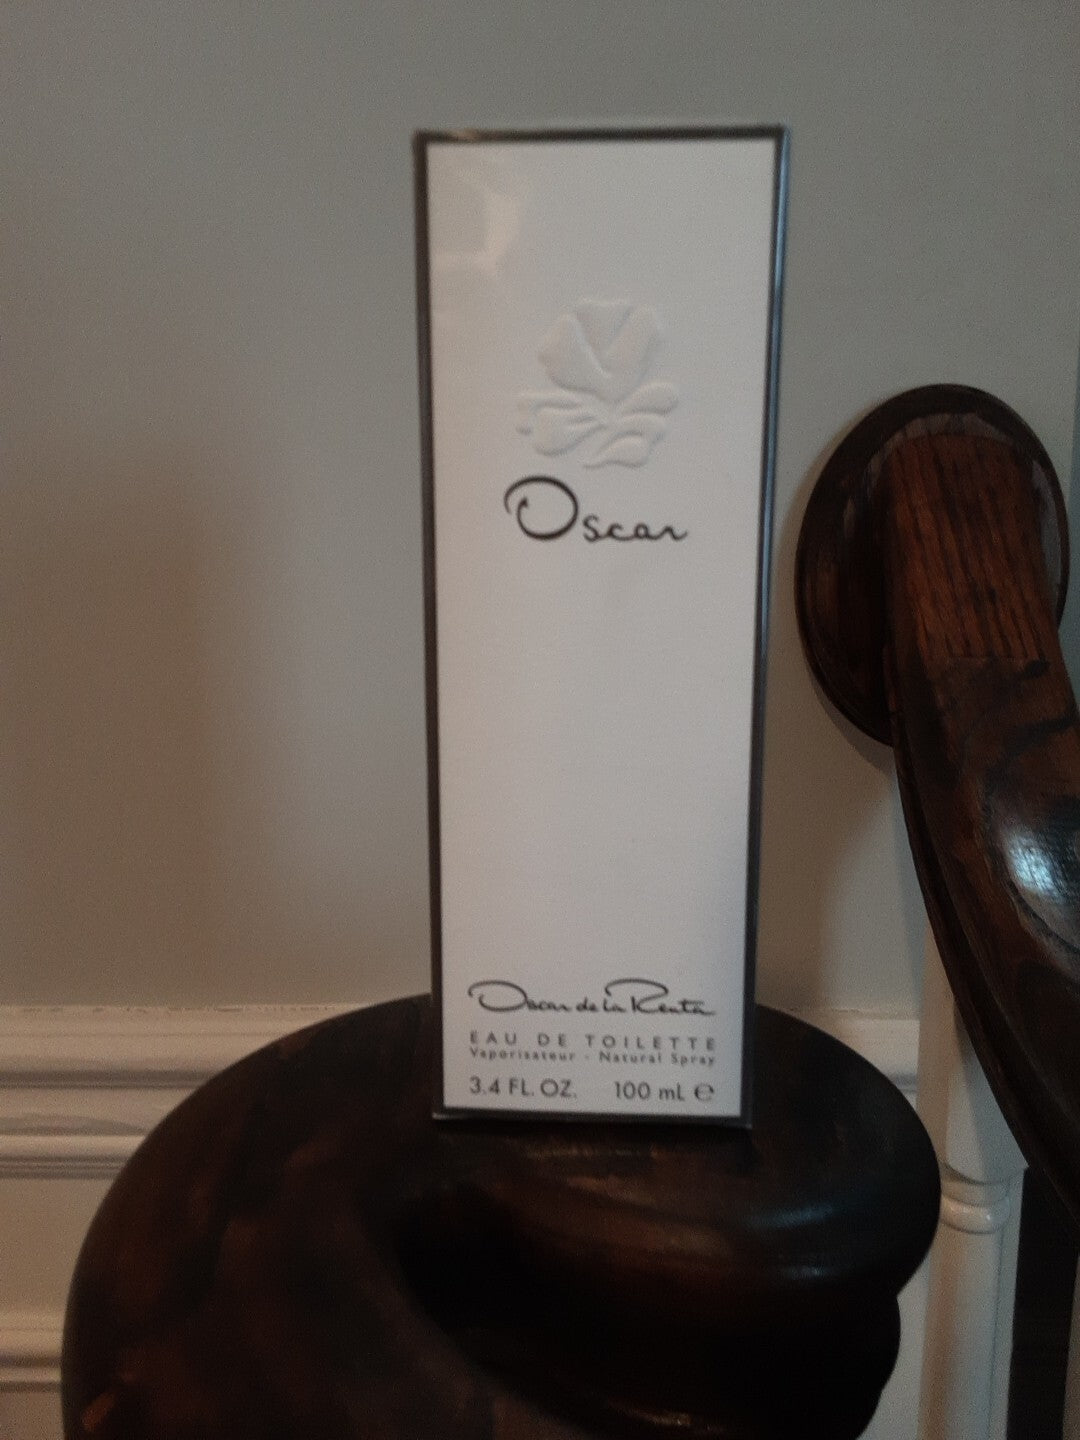 Oscar
Oscar de la Renta
EAU DE TOILETTE
Vaporisateur - Natural Spray
3.4 FL. OZ. 100 mL ℮